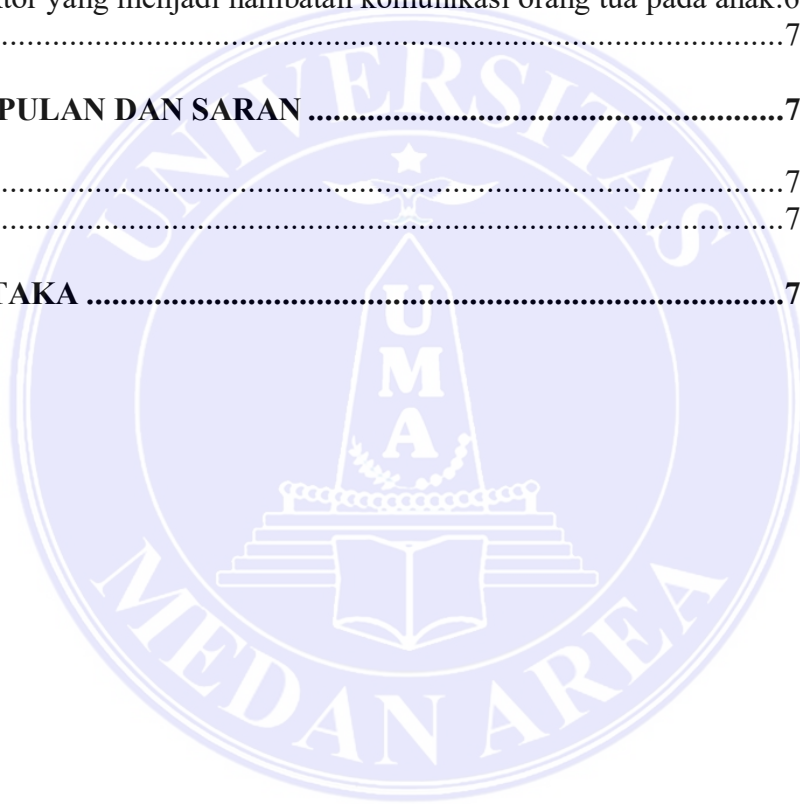 tor yang menjadi hambatan komunikasi orang tua pada anak.6
....................................................................................................7
PULAN DAN SARAN ........................................................7
....................................................................................................7
....................................................................................................7
TAKA ..................................................................................7
UNIVERSITAS
UMA
MEDAN AREA